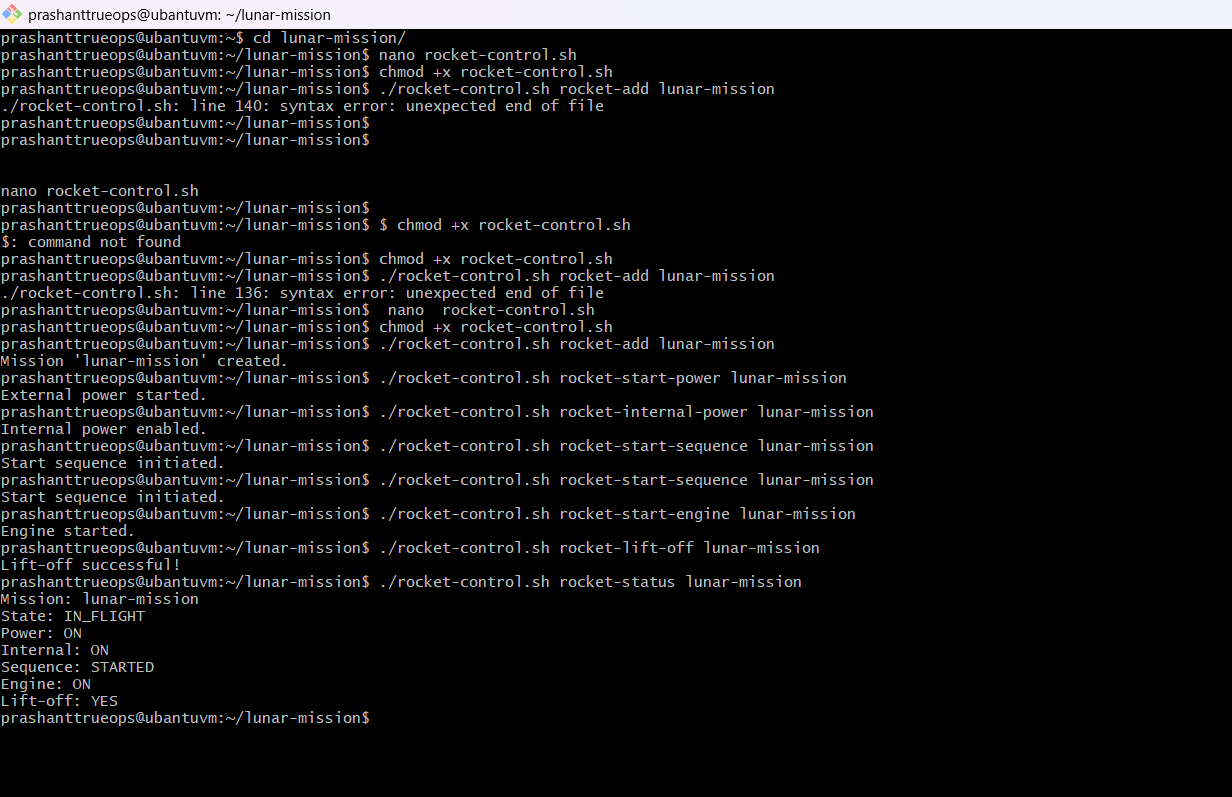 prashanttrueops@ubantuvm: ~/lunar-mission
prashanttrueops@ubantuvm:~$ cd lunar-mission/
prashanttrueops@ubantuvm:~/lunar-mission$ nano rocket-control.sh
prashanttrueops@ubantuvm:~/lunar-mission$ chmod +x rocket-control.sh
prashanttrueops@ubantuvm:~/lunar-mission$ ./rocket-control.sh rocket-add lunar-mission
./rocket-control.sh: line 140: syntax error: unexpected end of file
prashanttrueops@ubantuvm:~/lunar-mission$
prashanttrueops@ubantuvm:~/lunar-mission$
nano rocket-control.sh
prashanttrueops@ubantuvm:~/lunar-mission$
prashanttrueops@ubantuvm:~/lunar-mission$ $ chmod +x rocket-control.sh
$: command not found
prashanttrueops@ubantuvm:~/lunar-mission$ chmod +x rocket-control.sh
prashanttrueops@ubantuvm:~/lunar-mission$ ./rocket-control.sh rocket-add lunar-mission
./rocket-control.sh: line 136: syntax error: unexpected end of file
prashanttrueops@ubantuvm:~/lunar-mission$  nano  rocket-control.sh
prashanttrueops@ubantuvm:~/lunar-mission$ chmod +x rocket-control.sh
prashanttrueops@ubantuvm:~/lunar-mission$ ./rocket-control.sh rocket-add lunar-mission
Mission 'lunar-mission' created.
prashanttrueops@ubantuvm:~/lunar-mission$ ./rocket-control.sh rocket-start-power lunar-mission
External power started.
prashanttrueops@ubantuvm:~/lunar-mission$ ./rocket-control.sh rocket-internal-power lunar-mission
Internal power enabled.
prashanttrueops@ubantuvm:~/lunar-mission$ ./rocket-control.sh rocket-start-sequence lunar-mission
Start sequence initiated.
prashanttrueops@ubantuvm:~/lunar-mission$ ./rocket-control.sh rocket-start-sequence lunar-mission
Start sequence initiated.
prashanttrueops@ubantuvm:~/lunar-mission$ ./rocket-control.sh rocket-start-engine lunar-mission
Engine started.
prashanttrueops@ubantuvm:~/lunar-mission$ ./rocket-control.sh rocket-lift-off lunar-mission
Lift-off successful!
prashanttrueops@ubantuvm:~/lunar-mission$ ./rocket-control.sh rocket-status lunar-mission
Mission: lunar-mission
State: IN_FLIGHT
Power: ON
Internal: ON
Sequence: STARTED
Engine: ON
Lift-off: YES
prashanttrueops@ubantuvm:~/lunar-mission$